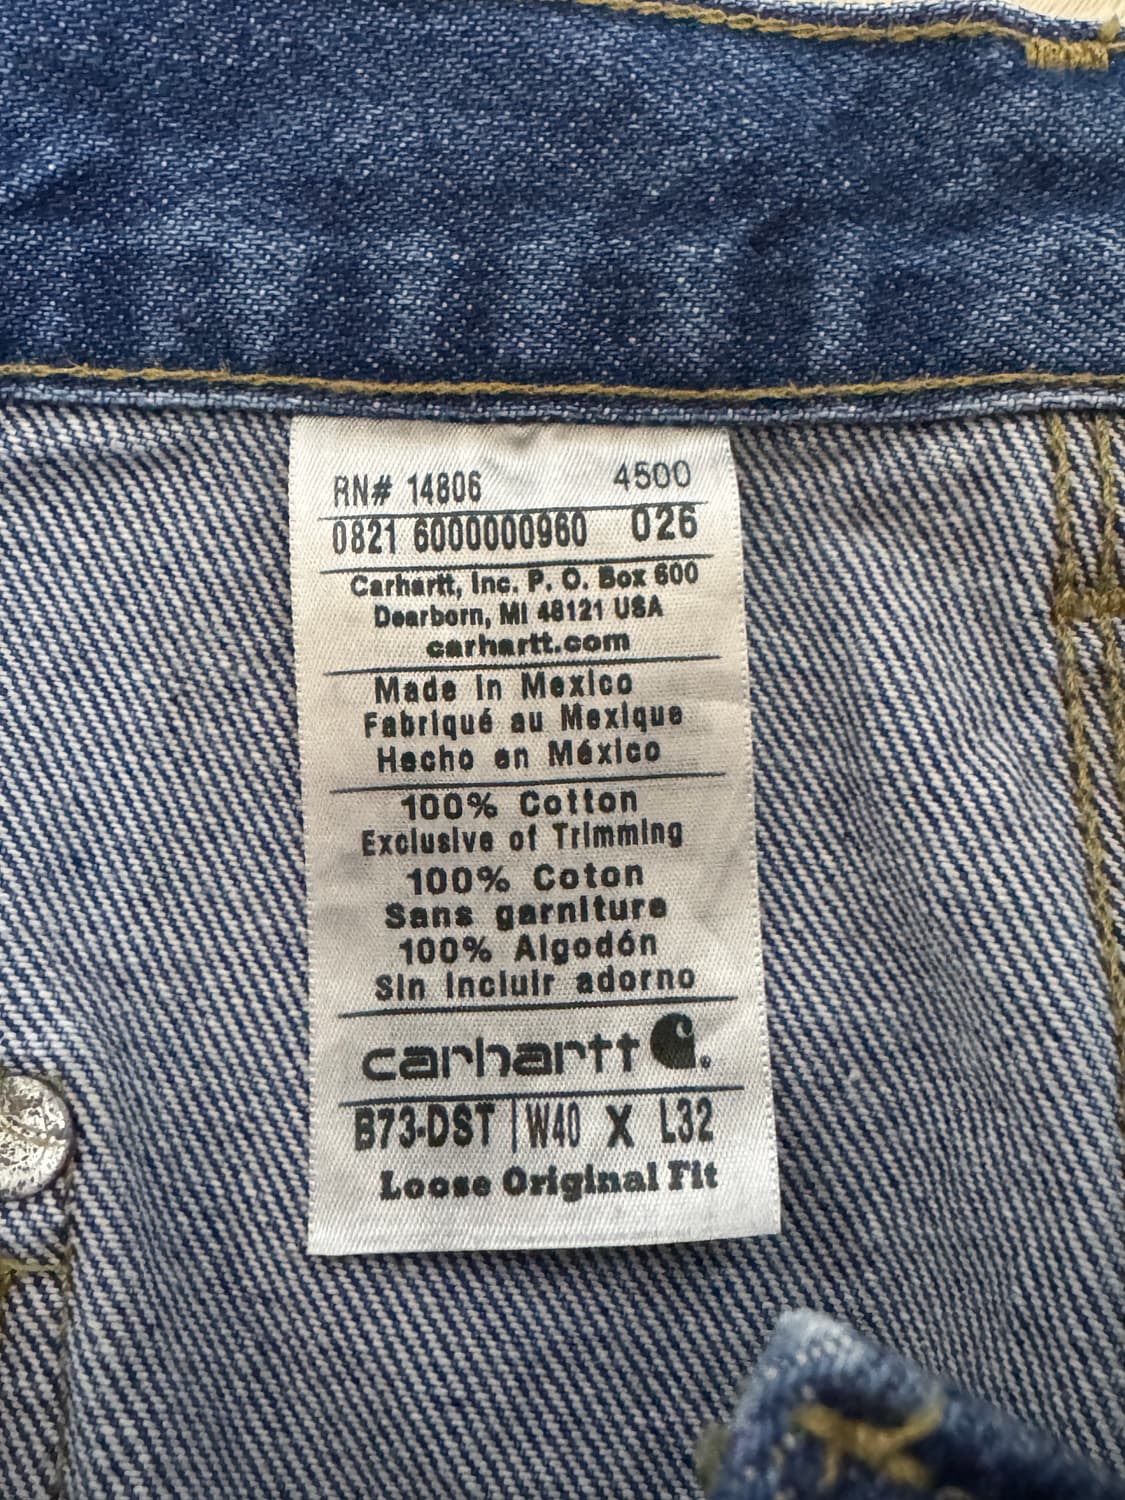 RN# 14806 4500
0821 6000000960 026
Carhartt, Inc. P. O. Box 600
Dearborn, MI 48121 USA
carhartt.com
Made in Mexico
Fabriqué au Mexique
Hecho en México
100% Cotton
Exclusive of Trimming
100% Coton
Sans garniture
100% Algodón
Sin incluir adorno
carhartt
B73-DST | W40 X L32
Loose Original Fit